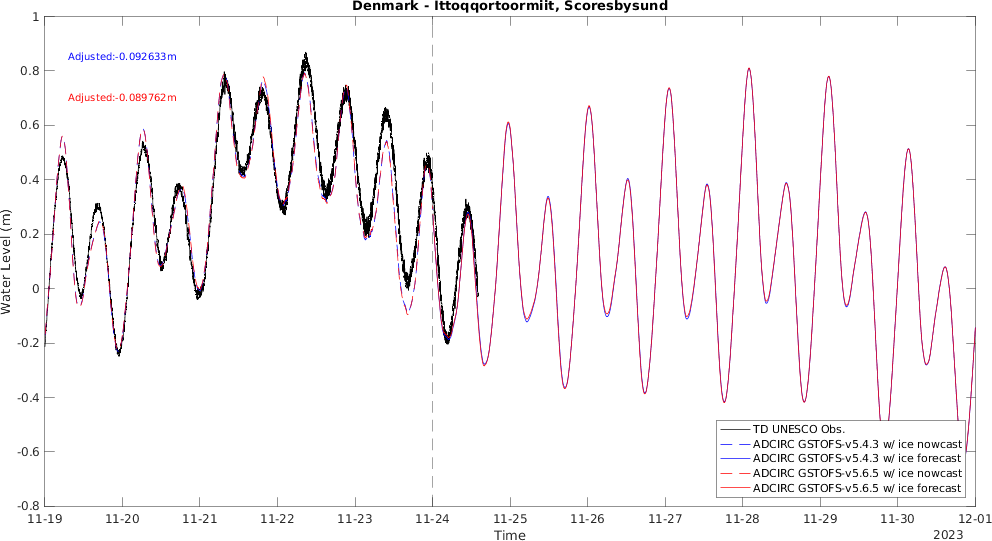 Denmark - Ittoqqortoormiit, Scoresbysund
Adjusted:-0.092633m
Adjusted:-0.089762m
Water Level (m)
1
0.8
0.6
0.4
0.2
0
-0.2
-0.4
-0.6
-0.8
TD UNESCO Obs.
ADCIRC GSTOFS-v5.4.3 w/ ice nowcast
ADCIRC GSTOFS-v5.4.3 w/ ice forecast
ADCIRC GSTOFS-v5.6.5 w/ ice nowcast
ADCIRC GSTOFS-v5.6.5 w/ ice forecast
11-19 11-20 11-21 11-22 11-23 11-24 11-25 11-26 11-27 11-28 11-29 11-30 12-01
Time
2023